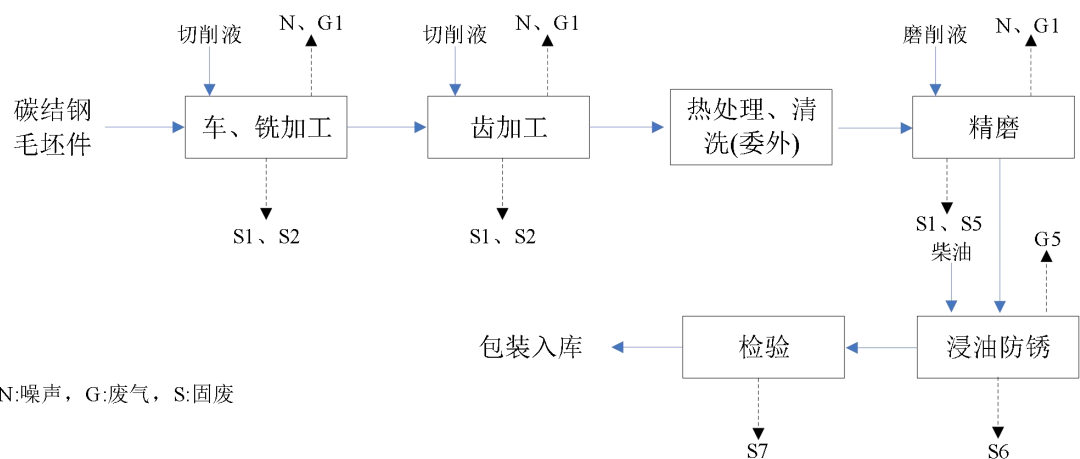 切削液
N、G1
切削液
N、G1
磨削液
N、G1
碳结钢
毛坯件
车、铣加工
齿加工
热处理、清
洗(委外)
精磨
S1、S2
S1、S2
S1、S5
柴油
G5
包装入库
检验
浸油防锈
N:噪声，G:废气，S:固废
S7
S6